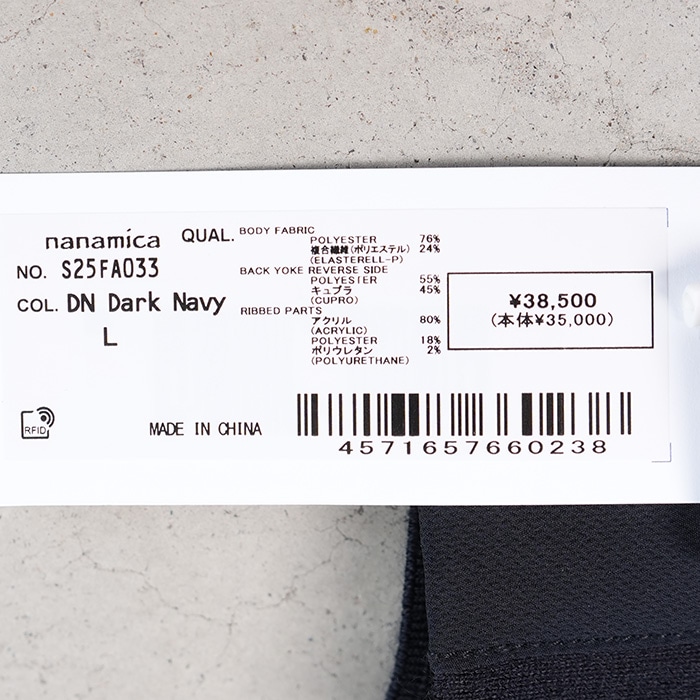 nanamica
NO. S25FA033
COL. DN Dark Navy
L
QUAL. BODY FABRIC
POLYESTER 76%
複合繊維(ポリエステル) 24%
(ELASTERELL-P)
BACK YOKE REVERSE SIDE
POLYESTER 55%
キュプラ 45%
(CUPRO)
RIBBED PARTS
アクリル 80%
(ACRYLIC)
POLYESTER 18%
ポリウレタン 2%
(POLYURETHANE)
¥38,500
(本体¥35,000)
RFID
MADE IN CHINA
4571657660238